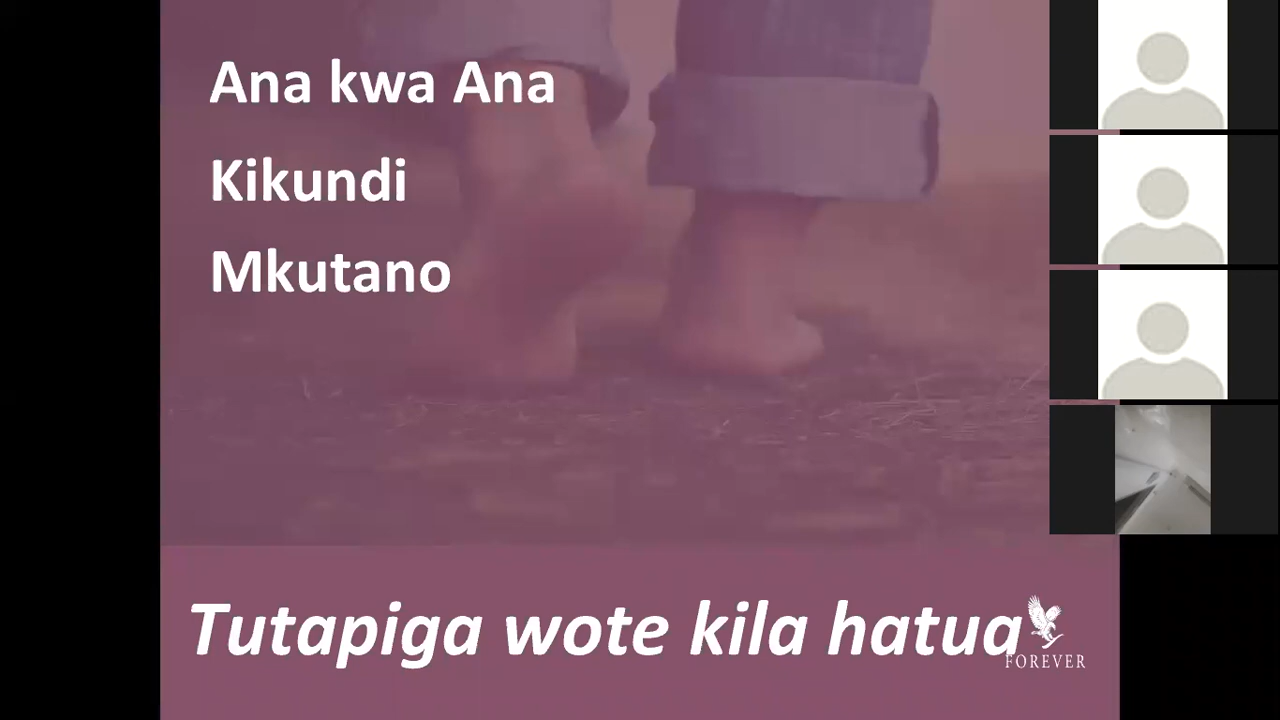 Ana kwa Ana
Kikundi
Mkutano
Tutapiga wote kila hatua
FOREVER